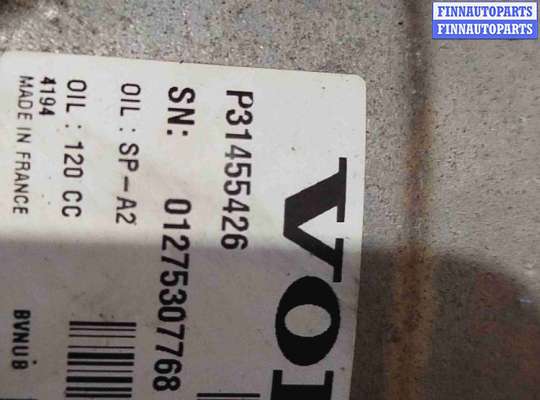 FINNAUTOPARTS
FINNAUTOPARTS
VOL
P31455426
SN: 01275307768
OIL : SP-A2
OIL : 120 CC
4194
MADE IN FRANCE
BVNUB